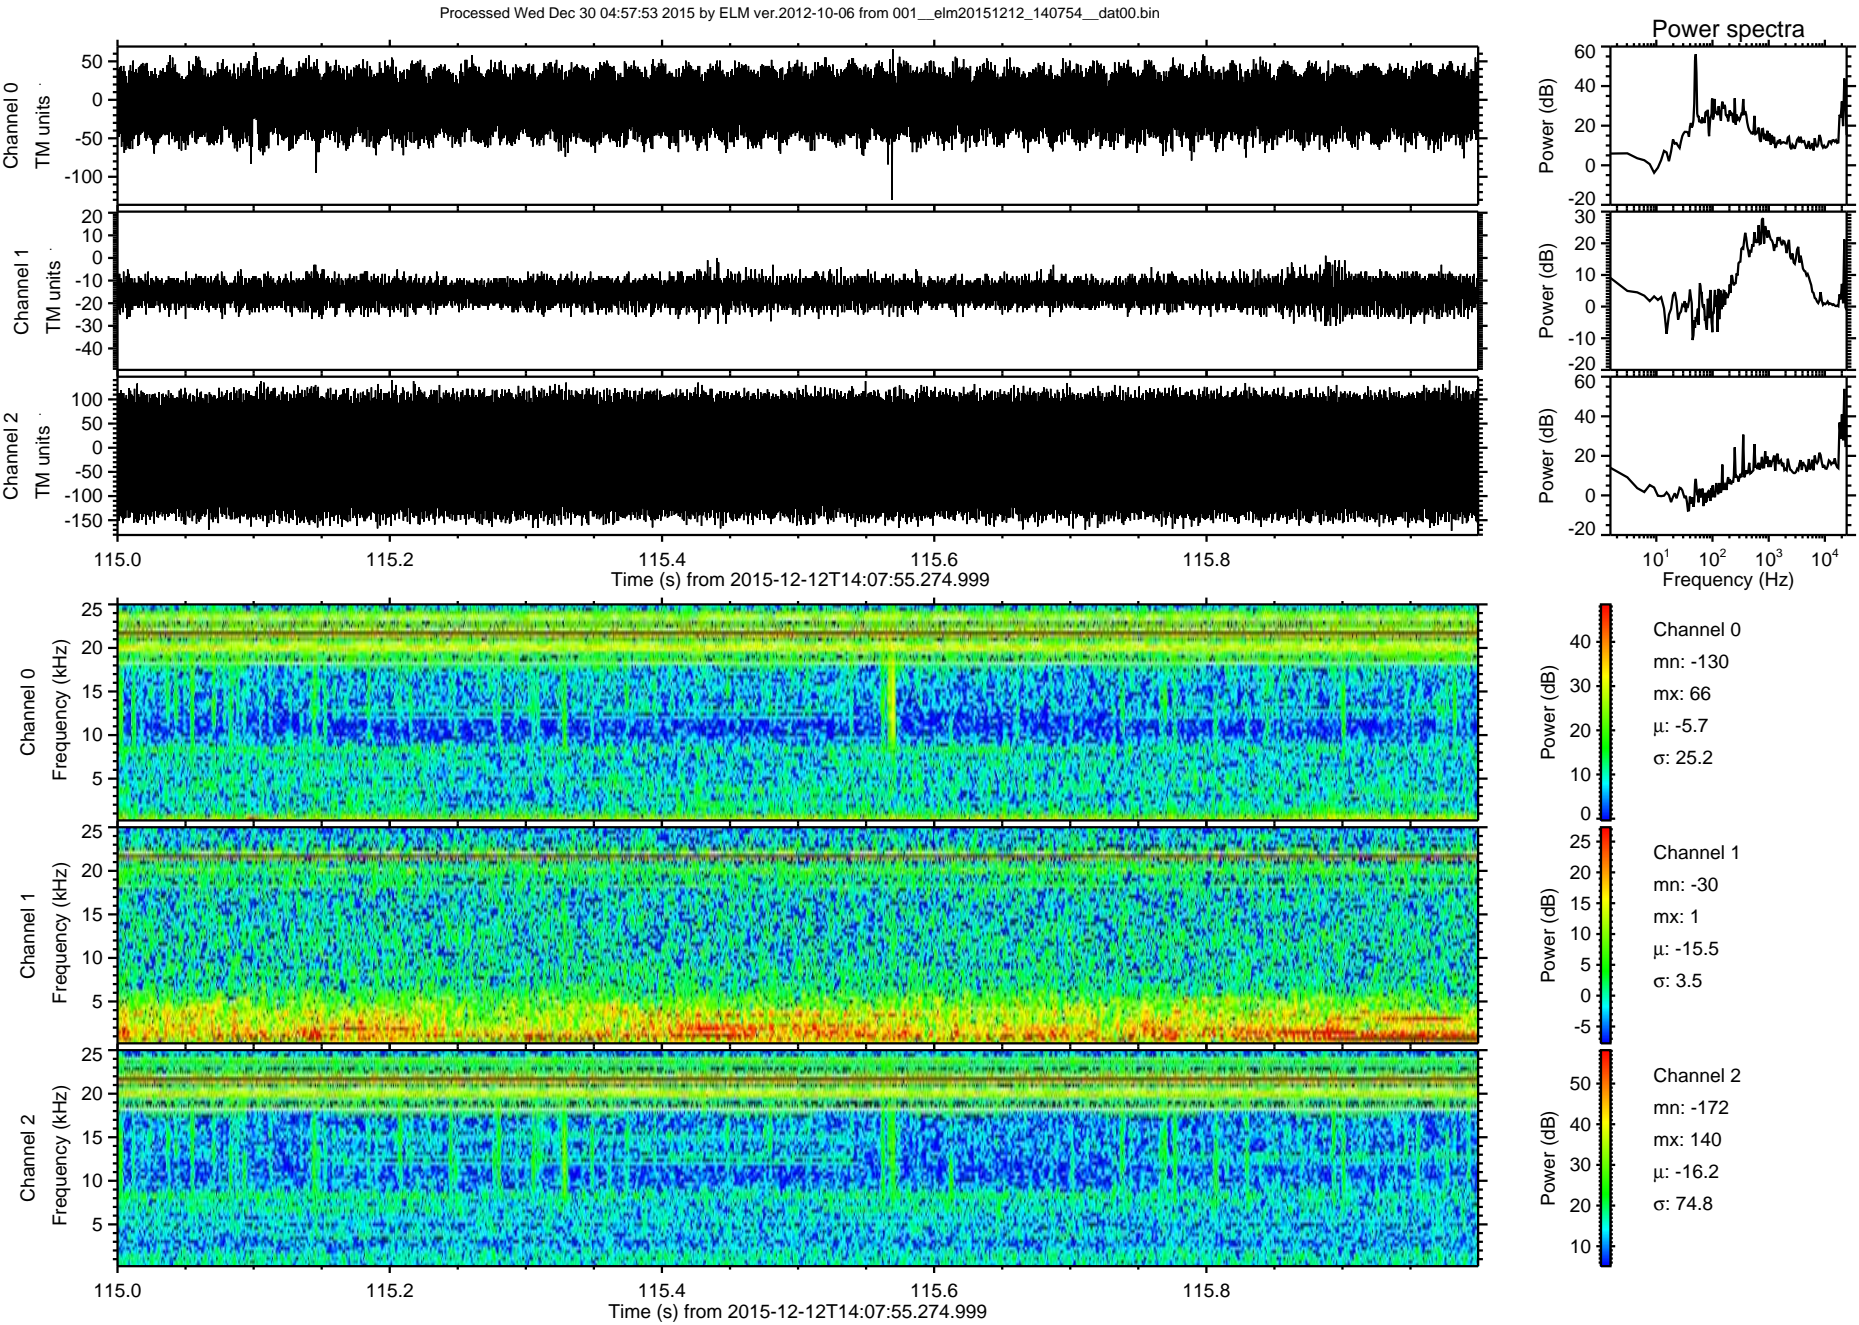 Processed Wed Dec 30 04:57:53 2015 by ELM ver.2012-10-06 from 001__elm20151212_140754__dat00.bin
Power spectra
Channel 0
TM units
50
0
-50
-100
Power (dB)
60
40
20
0
-20
Channel 1
TM units
20
10
0
-10
-20
-30
-40
Power (dB)
30
20
10
0
-10
-20
Channel 2
TM units
100
50
0
-50
-100
-150
Power (dB)
60
40
20
0
-20
115.0 115.2 115.4 115.6 115.8
Time (s) from 2015-12-12T14:07:55.274.999
10^1 10^2 10^3 10^4
Frequency (Hz)
Channel 0
Frequency (kHz)
25
20
15
10
5
Power (dB)
40
30
20
10
0
Channel 0
mn: -130
mx: 66
μ: -5.7
σ: 25.2
Channel 1
Frequency (kHz)
25
20
15
10
5
Power (dB)
25
20
15
10
5
0
-5
Channel 1
mn: -30
mx: 1
μ: -15.5
σ: 3.5
Channel 2
Frequency (kHz)
25
20
15
10
5
Power (dB)
50
40
30
20
10
Channel 2
mn: -172
mx: 140
μ: -16.2
σ: 74.8
115.0 115.2 115.4 115.6 115.8
Time (s) from 2015-12-12T14:07:55.274.999